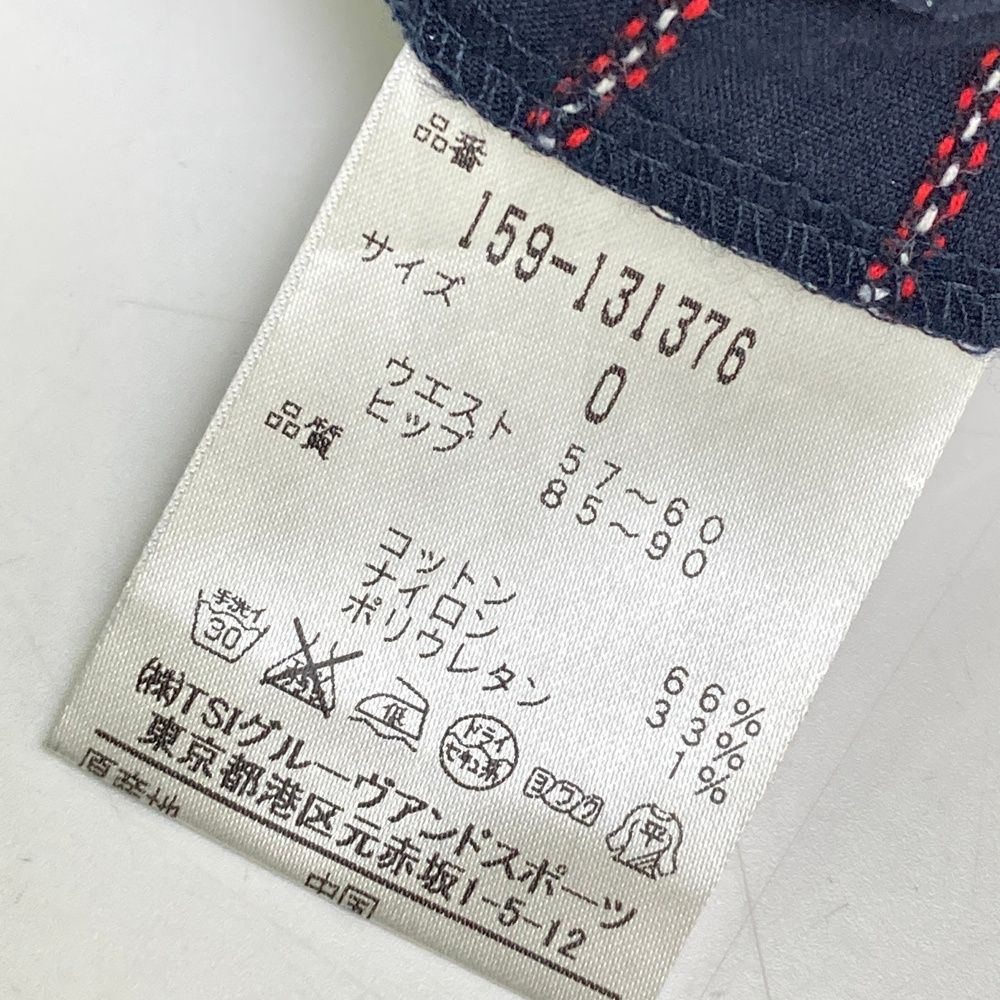 品番
159-131376
サイズ
0
ウエスト 57~60
ヒップ 85~90
品質
コットン 66%
ナイロン 33%
ポリウレタン 1%
手洗イ
30
低
ドライ
セキユ系
ヨワク
平
㈱TSIグルーヴアンドスポーツ
東京都港区元赤坂1-5-12
原産地
中国